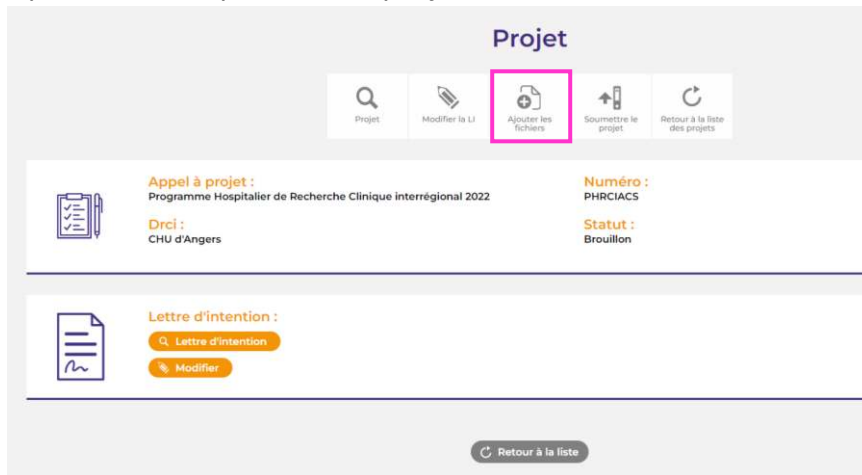 Projet
Projet
Modifier la LI
Ajouter les
fichiers
Soumettre le
projet
Retour à la liste
des projets
Appel à projet :
Programme Hospitalier de Recherche Clinique interrégional 2022
Numéro :
PHRCIACS
Drci :
CHU d'Angers
Statut :
Brouillon
Lettre d'intention :
Lettre d'intention
Modifier
Retour à la liste